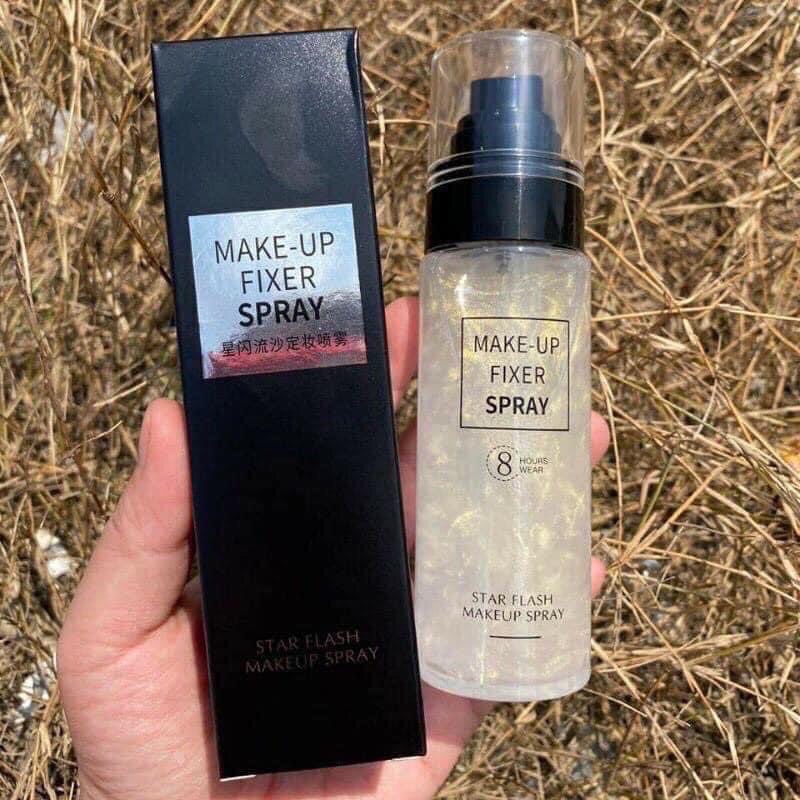 MAKE-UP
FIXER
SPRAY
星闪流沙定妆喷雾
STAR FLASH
MAKEUP SPRAY
MAKE-UP
FIXER
SPRAY
8 HOURS
WEAR
STAR FLASH
MAKEUP SPRAY